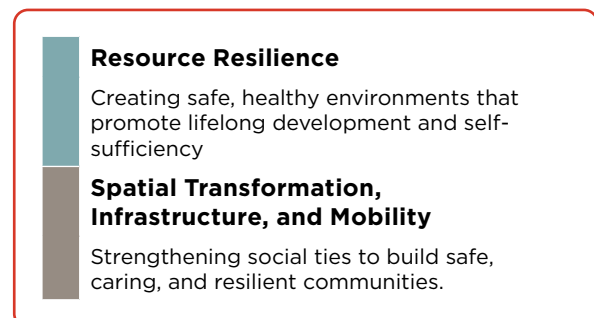 Resource Resilience
Creating safe, healthy environments that
promote lifelong development and self-
sufficiency
Spatial Transformation,
Infrastructure, and Mobility
Strengthening social ties to build safe,
caring, and resilient communities.